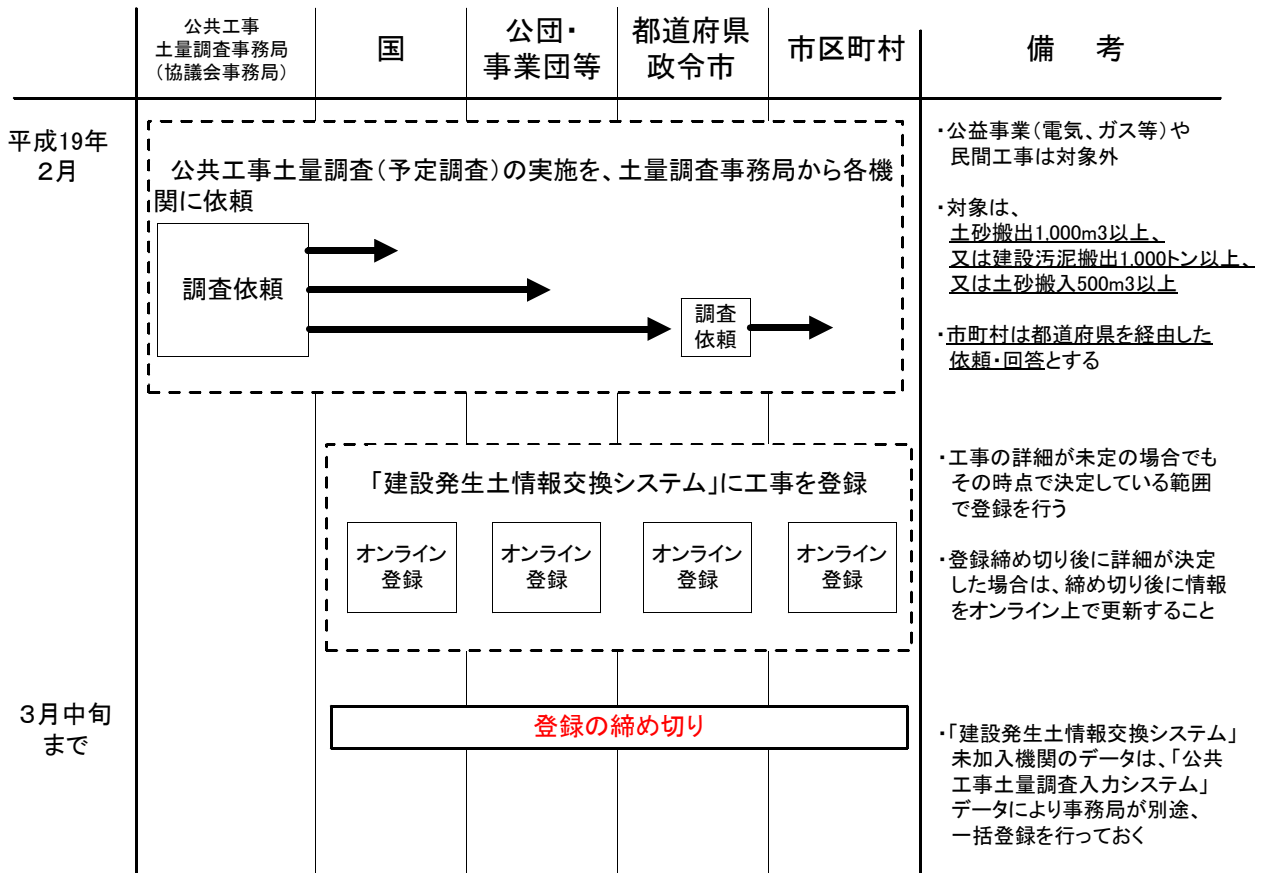 公共工事
土量調査事務局
（協議会事務局）
国
公団・
事業団等
都道府県
政令市
市区町村
備　考
平成19年
２月
公共工事土量調査（予定調査）の実施を、土量調査事務局から各機
関に依頼
調査依頼
調査
依頼
・公益事業（電気、ガス等）や
民間工事は対象外
・対象は、
土砂搬出1,000m3以上、
又は建設汚泥搬出1,000トン以上、
又は土砂搬入500m3以上
・市町村は都道府県を経由した
依頼・回答とする
「建設発生土情報交換システム」に工事を登録
オンライン
登録
オンライン
登録
オンライン
登録
オンライン
登録
・工事の詳細が未定の場合でも
その時点で決定している範囲
で登録を行う
・登録締め切り後に詳細が決定
した場合は、締め切り後に情報
をオンライン上で更新すること
３月中旬
まで
登録の締め切り
・「建設発生土情報交換システム」
未加入機関のデータは、「公共
工事土量調査入力システム」
データにより事務局が別途、
一括登録を行っておく